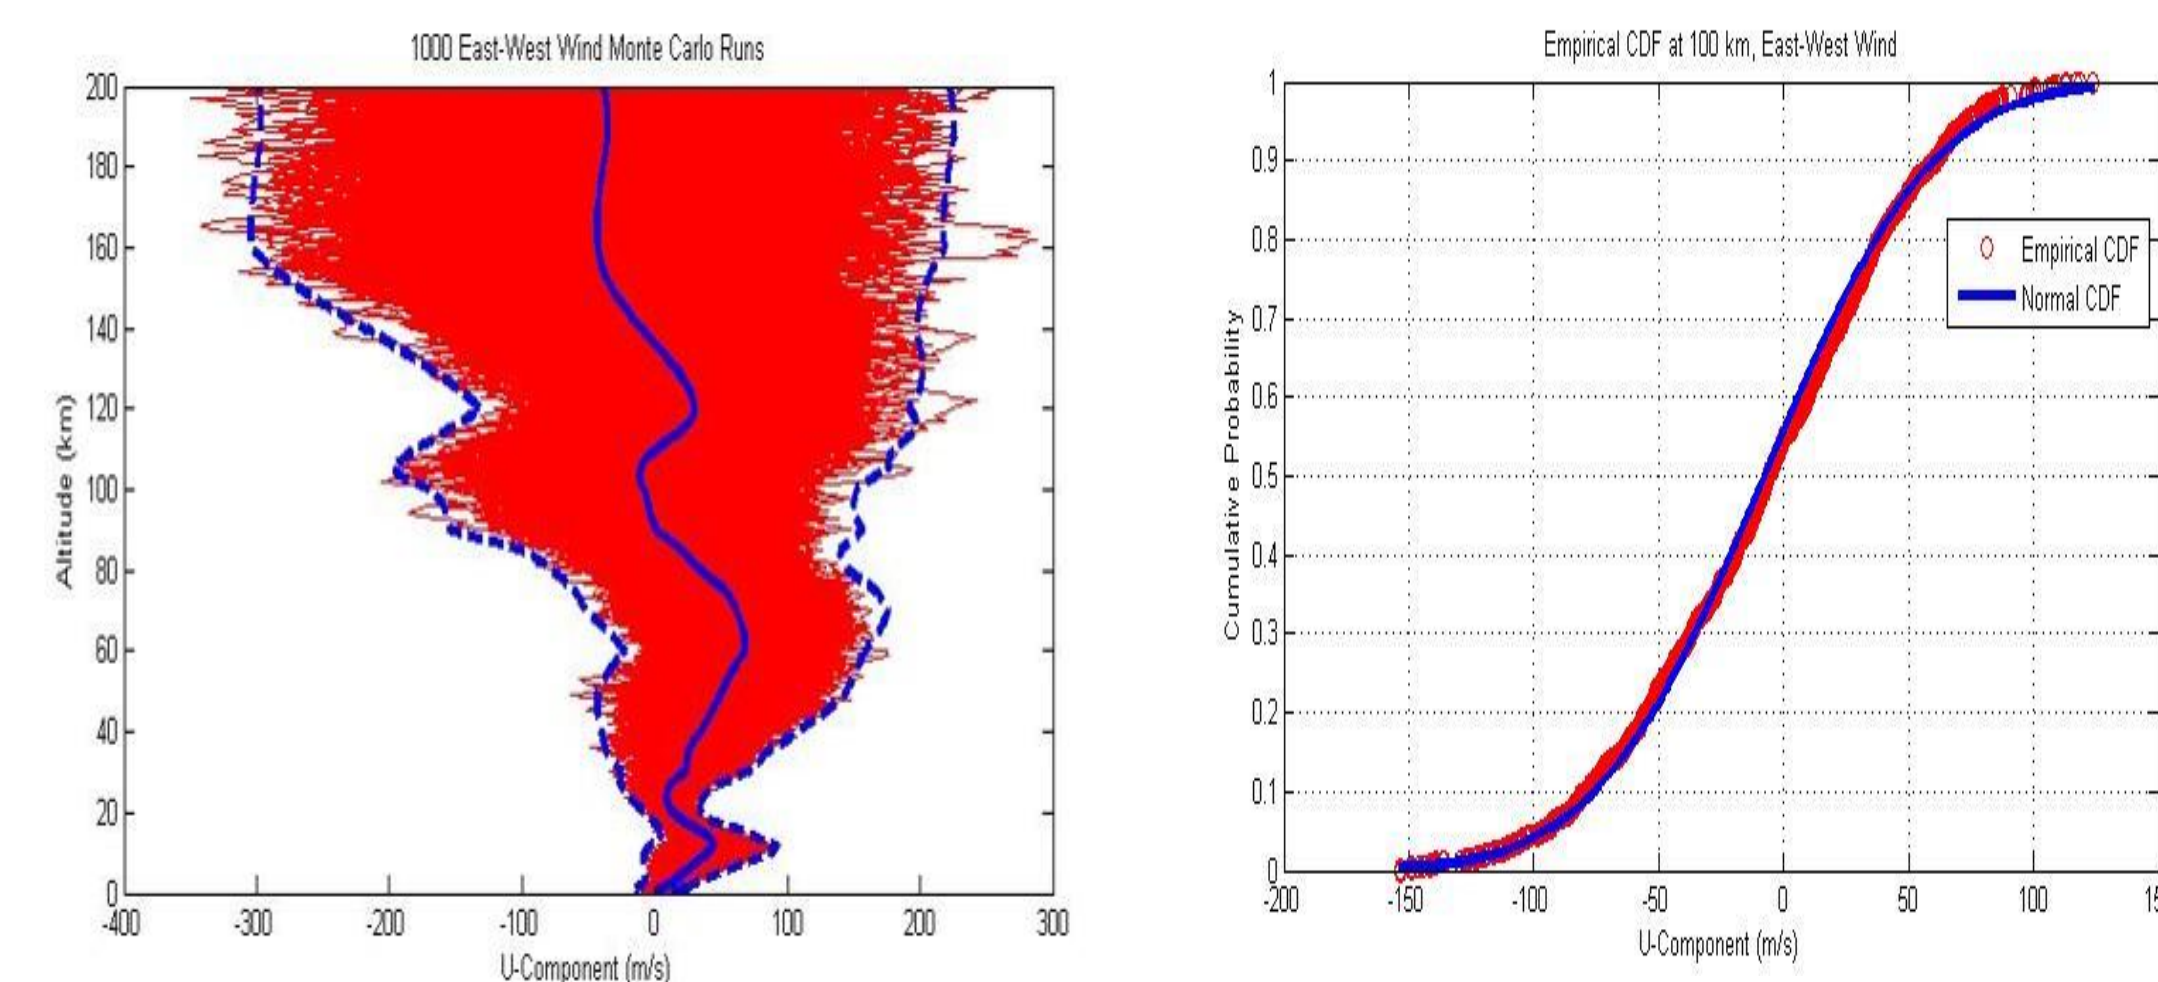 1000 East-West Wind Monte Carlo Runs
200
180
160
140
120
100
80
60
40
20
0
Altitude (km)
-400 -300 -200 -100 0 100 200 300
U-Component (m/s)
Empirical CDF at 100 km, East-West Wind
1
0.9
0.8
0.7
0.6
0.5
0.4
0.3
0.2
0.1
0
Cumulative Probability
Empirical CDF
Normal CDF
-200 -150 -100 -50 0 50 100
U-Component (m/s)